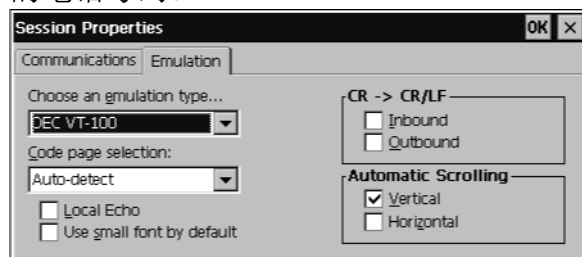 Session Properties OK ×
Communications Emulation
Choose an emulation type...
DEC VT-100
Code page selection:
Auto-detect
Local Echo
Use small font by default
CR -> CR/LF
Inbound
Outbound
Automatic Scrolling
Vertical
Horizontal